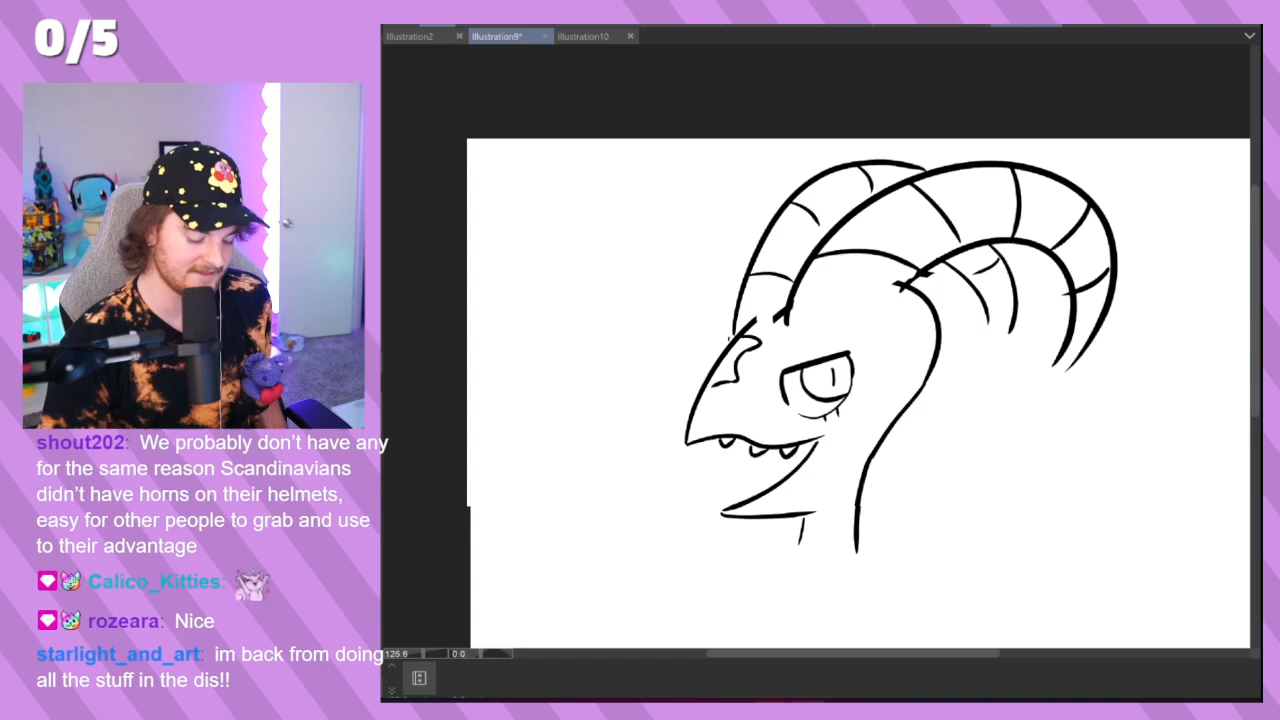 0/5
Illustration2
Illustration9*
Illustration10
shout202: We probably don't have any
for the same reason Scandinavians
didn't have horns on their helmets,
easy for other people to grab and use
to their advantage
Calico_Kitties:
rozeara: Nice
starlight_and_art: im back from doing
all the stuff in the dis!!
125.6
0.0